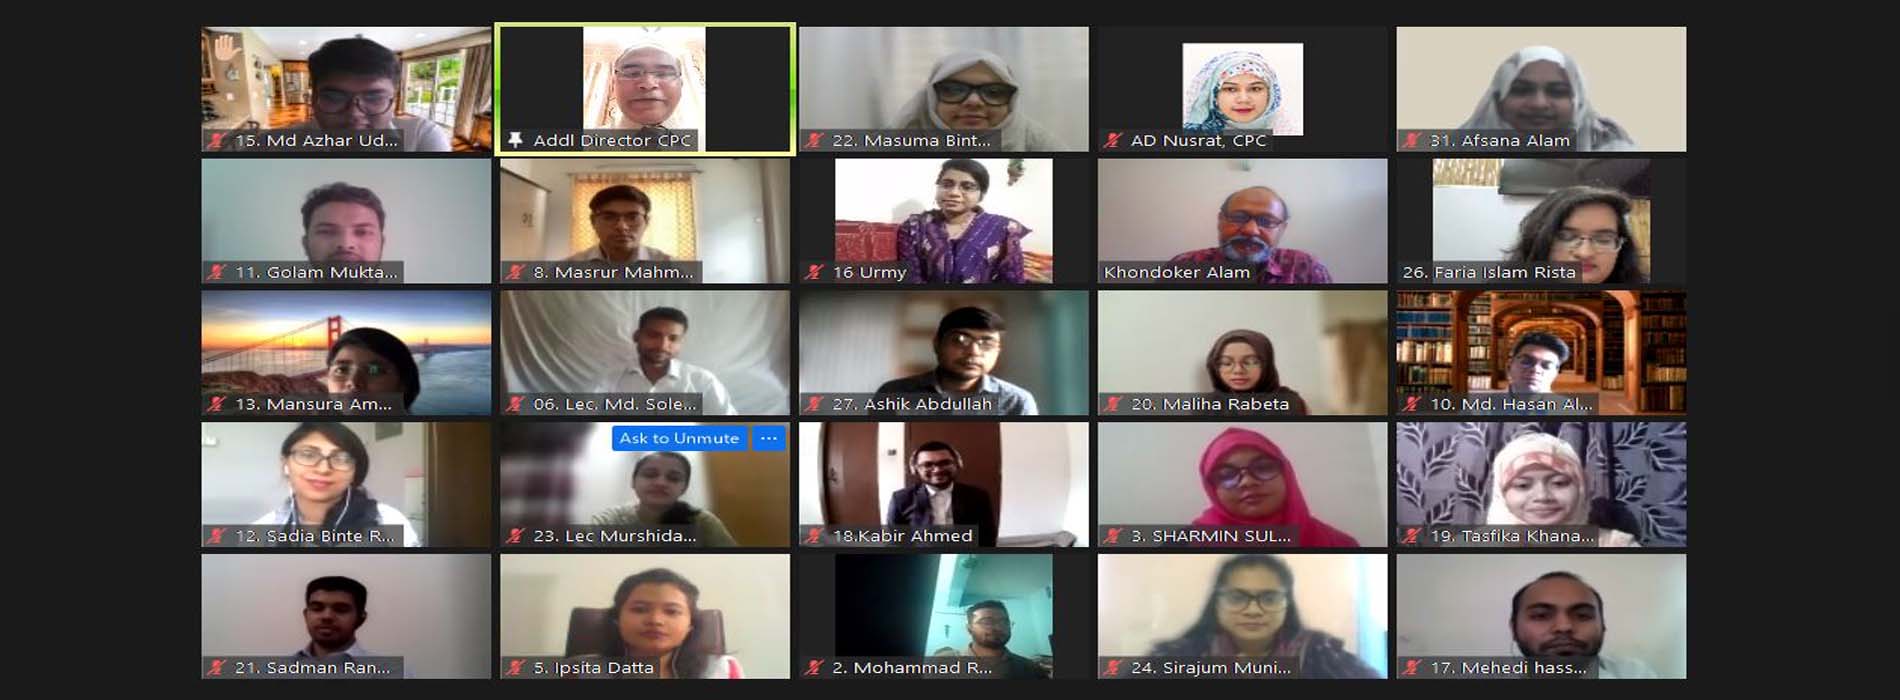 15. Md Azhar Ud...
Addl Director CPC
22. Masuma Bint...
AD Nusrat, CPC
31. Afsana Alam
11. Golam Mukta...
8. Masrur Mahm...
16 Urmy
Khondoker Alam
26. Faria Islam Rista
13. Mansura Am...
06. Lec. Md. Sole...
27. Ashik Abdullah
20. Maliha Rabeta
10. Md. Hasan Al...
Ask to Unmute ...
12. Sadia Binte R...
23. Lec Murshida...
18.Kabir Ahmed
3. SHARMIN SUL...
19. Tasfika Khana...
21. Sadman Ran...
5. Ipsita Datta
2. Mohammad R...
24. Sirajum Muni...
17. Mehedi hass...